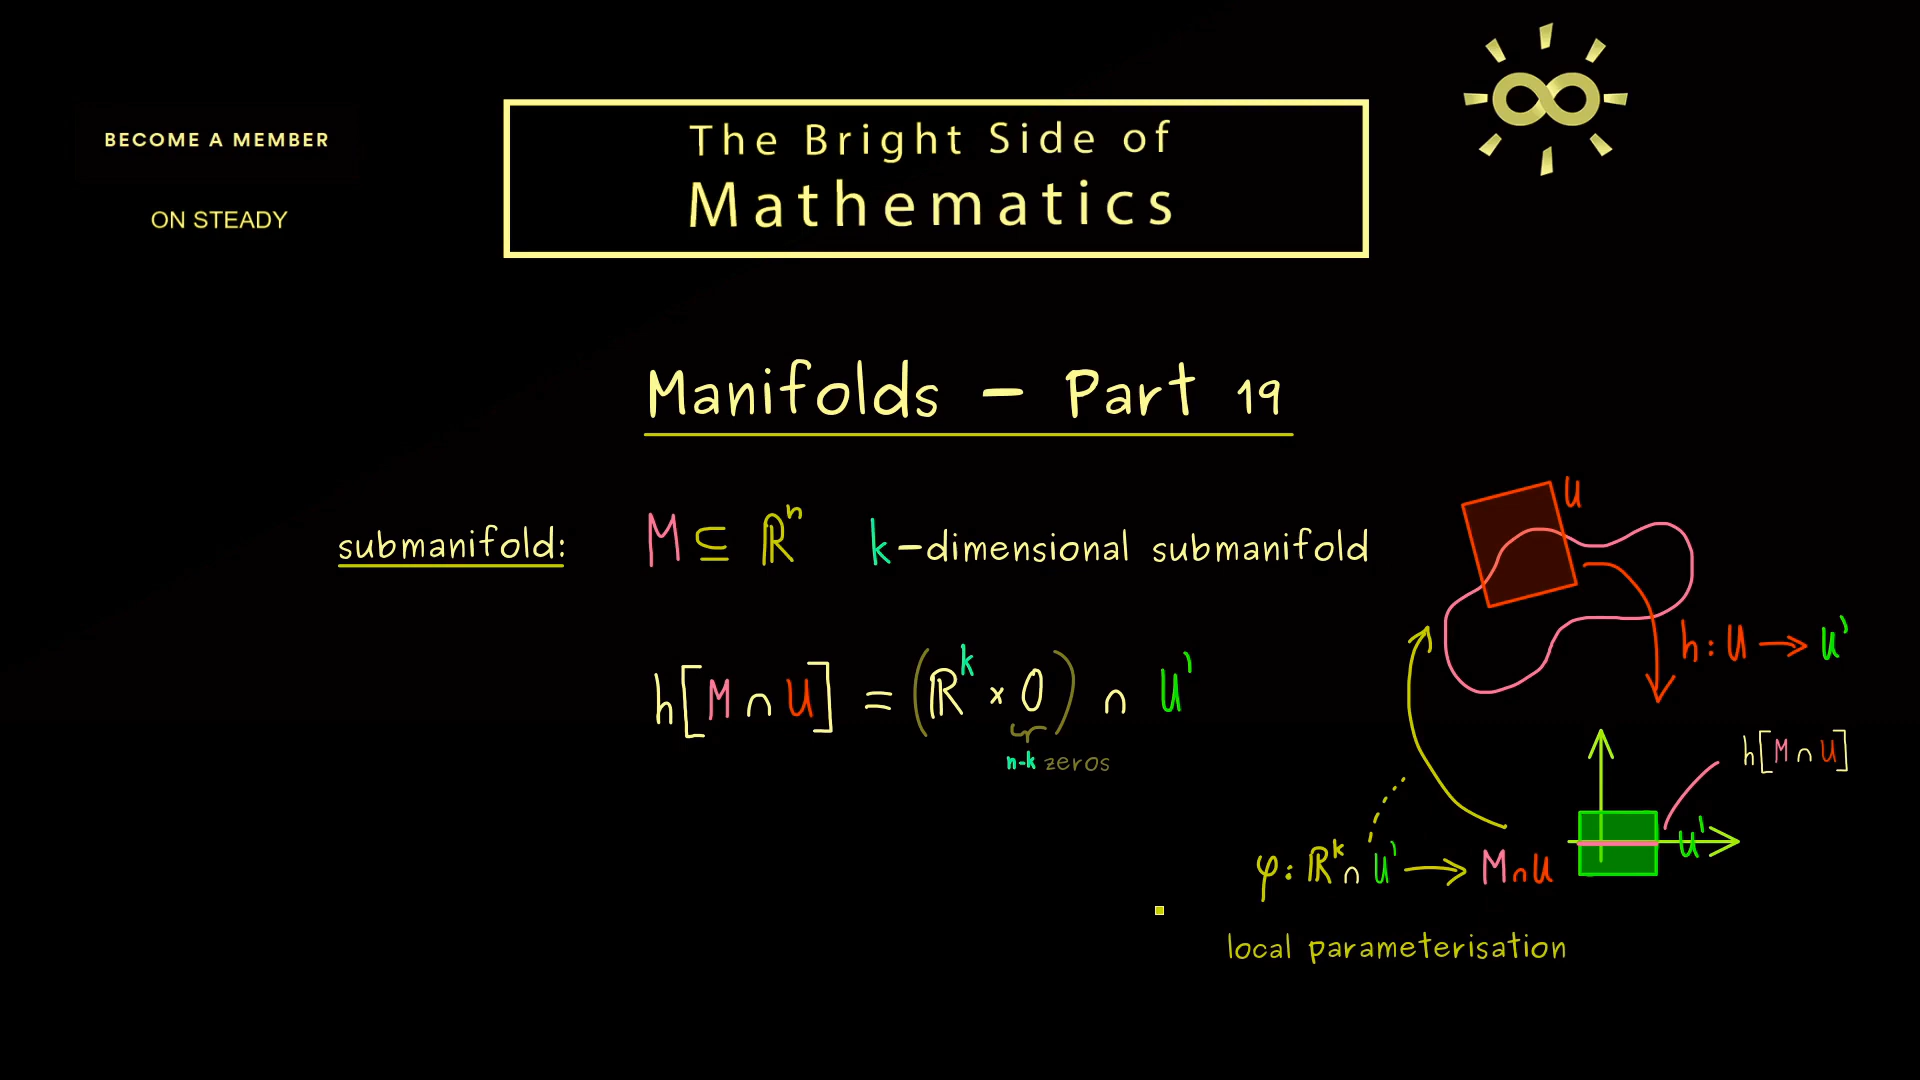 BECOME A MEMBER
ON STEADY
The Bright Side of
Mathematics
Manifolds - Part 19
submanifold: M ⊆ ℝⁿ k-dimensional submanifold
U
h: U → U'
h[M ∩ U] = (ℝᵏ × 0) ∩ U'
n-k zeros
h[M ∩ U]
U'
φ: ℝᵏ ∩ U' → M ∩ U
local parameterisation